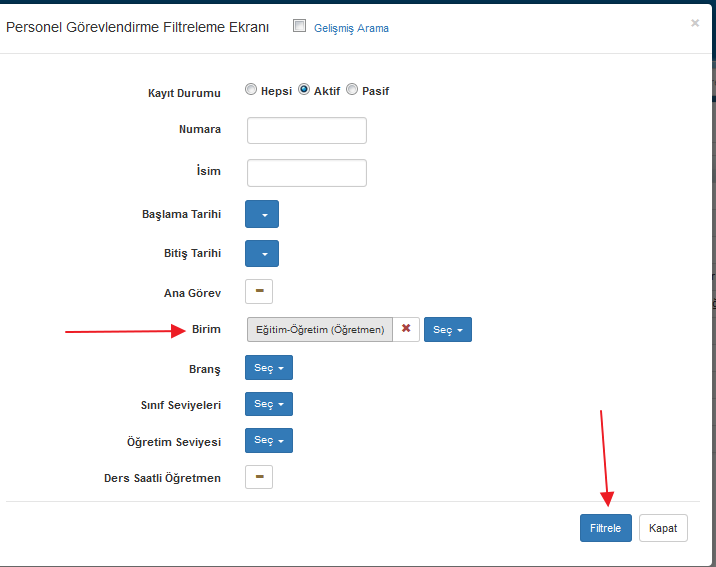 Personel Görevlendirme Filtreleme Ekranı Gelişmiş Arama ×
Kayıt Durumu Hepsi Aktif Pasif
Numara
İsim
Başlama Tarihi
Bitiş Tarihi
Ana Görev
Birim Eğitim-Öğretim (Öğretmen) Seç
Branş Seç
Sınıf Seviyeleri Seç
Öğretim Seviyesi Seç
Ders Saatli Öğretmen
Filtrele Kapat